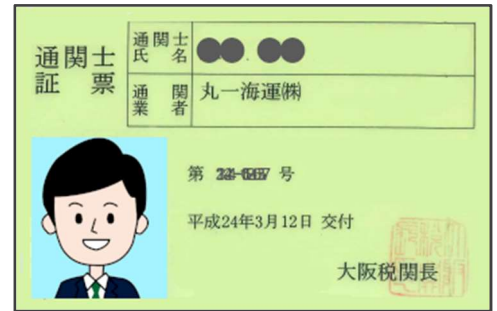 通関士証票
通関士氏名 ●●.●●
通関業者 丸一海運㈱
第 号
平成24年3月12日 交付
大阪税関長